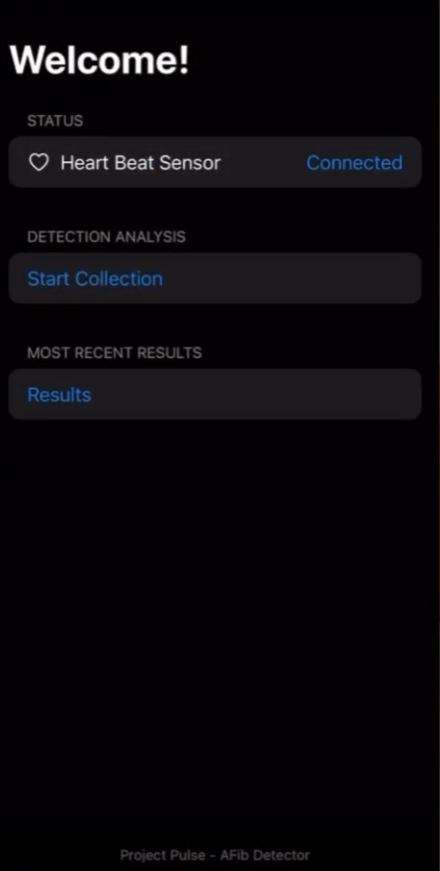 Welcome!
STATUS
Heart Beat Sensor Connected
DETECTION ANALYSIS
Start Collection
MOST RECENT RESULTS
Results
Project Pulse - AFib Detector